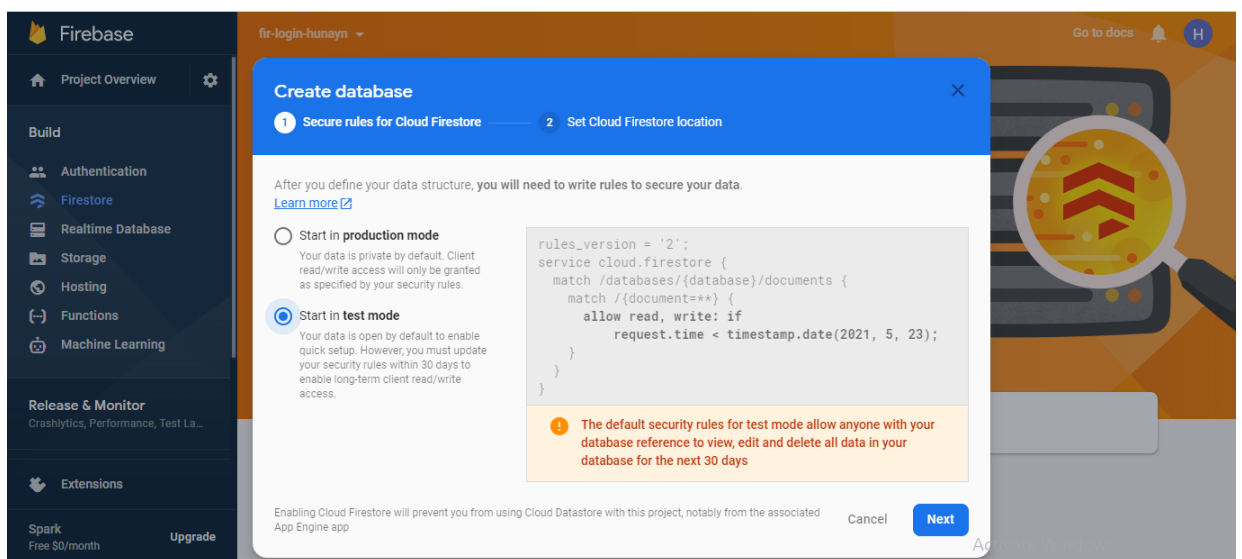 Firebase
fir-login-hunayn
Go to docs
H
Project Overview
Build
Authentication
Firestore
Realtime Database
Storage
Hosting
Functions
Machine Learning
Release & Monitor
Crashlytics, Performance, Test La...
Extensions
Spark
Free $0/month
Upgrade
Create database
1 Secure rules for Cloud Firestore
2 Set Cloud Firestore location
After you define your data structure, you will need to write rules to secure your data.
Learn more
Start in production mode
Your data is private by default. Client
read/write access will only be granted
as specified by your security rules.
Start in test mode
Your data is open by default to enable
quick setup. However, you must update
your security rules within 30 days to
enable long-term client read/write
access.
rules_version = '2';
service cloud.firestore {
  match /databases/{database}/documents {
    match /{document=**} {
      allow read, write: if
          request.time < timestamp.date(2021, 5, 23);
    }
  }
}
The default security rules for test mode allow anyone with your
database reference to view, edit and delete all data in your
database for the next 30 days
Enabling Cloud Firestore will prevent you from using Cloud Datastore with this project, notably from the associated
App Engine app
Cancel
Next